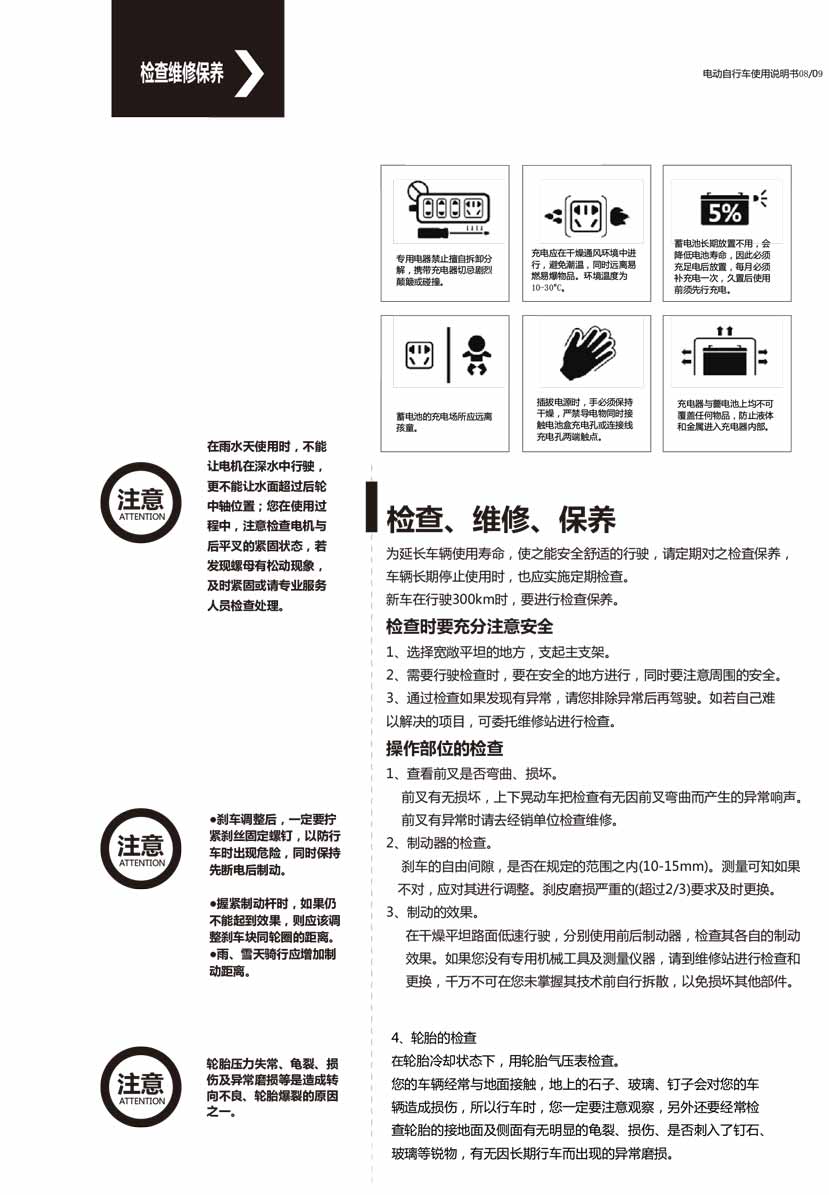 检查维修保养
电动自行车使用说明书08/09
专用电器禁止擅自拆卸分
解，携带充电器切忌剧烈
颠簸或碰撞。
充电应在干燥通风环境中进
行，避免潮温，同时远离易
燃易爆物品。环境温度为
10-30°C。
5%
蓄电池长期放置不用，会
降低电池寿命，因此必须
充足电后放置，每月必须
补充电一次，久置后使用
前须先行充电。
蓄电池的充电场所应远离
孩童。
插拔电源时，手必须保持
干燥，严禁导电物同时接
触电池盒充电孔或连接线
充电孔两端触点。
充电器与蓄电池上均不可
覆盖任何物品，防止液体
和金属进入充电器内部。
注意
ATTENTION
在雨水天使用时，不能
让电机在深水中行驶，
更不能让水面超过后轮
中轴位置；您在使用过
程中，注意检查电机与
后平叉的紧固状态，若
发现螺母有松动现象，
及时紧固或请专业服务
人员检查处理。
检查、维修、保养
为延长车辆使用寿命，使之能安全舒适的行驶，请定期对之检查保养，
车辆长期停止使用时，也应实施定期检查。
新车在行驶300km时，要进行检查保养。
检查时要充分注意安全
1、选择宽敞平坦的地方，支起主支架。
2、需要行驶检查时，要在安全的地方进行，同时要注意周围的安全。
3、通过检查如果发现有异常，请您排除异常后再驾驶。如若自己难
以解决的项目，可委托维修站进行检查。
操作部位的检查
1、查看前叉是否弯曲、损坏。
前叉有无损坏，上下晃动车把检查有无因前叉弯曲而产生的异常响声。
前叉有异常时请去经销单位检查维修。
2、制动器的检查。
刹车的自由间隙，是否在规定的范围之内(10-15mm)。测量可知如果
不对，应对其进行调整。刹皮磨损严重的(超过2/3)要求及时更换。
3、制动的效果。
在干燥平坦路面低速行驶，分别使用前后制动器，检查其各自的制动
效果。如果您没有专用机械工具及测量仪器，请到维修站进行检查和
更换，千万不可在您未掌握其技术前自行拆散，以免损坏其他部件。
注意
ATTENTION
●刹车调整后，一定要拧
紧刹丝固定螺钉，以防行
车时出现危险，同时保持
先断电后制动。
●握紧制动杆时，如果仍
不能起到效果，则应该调
整刹车块同轮圈的距离。
●雨、雪天骑行应增加制
动距离。
4、轮胎的检查
在轮胎冷却状态下，用轮胎气压表检查。
您的车辆经常与地面接触，地上的石子、玻璃、钉子会对您的车
辆造成损伤，所以行车时，您一定要注意观察，另外还要经常检
查轮胎的接地面及侧面有无明显的龟裂、损伤、是否刺入了钉石、
玻璃等锐物，有无因长期行车而出现的异常磨损。
注意
ATTENTION
轮胎压力失常、龟裂、损
伤及异常磨损等是造成转
向不良、轮胎爆裂的原因
之一。